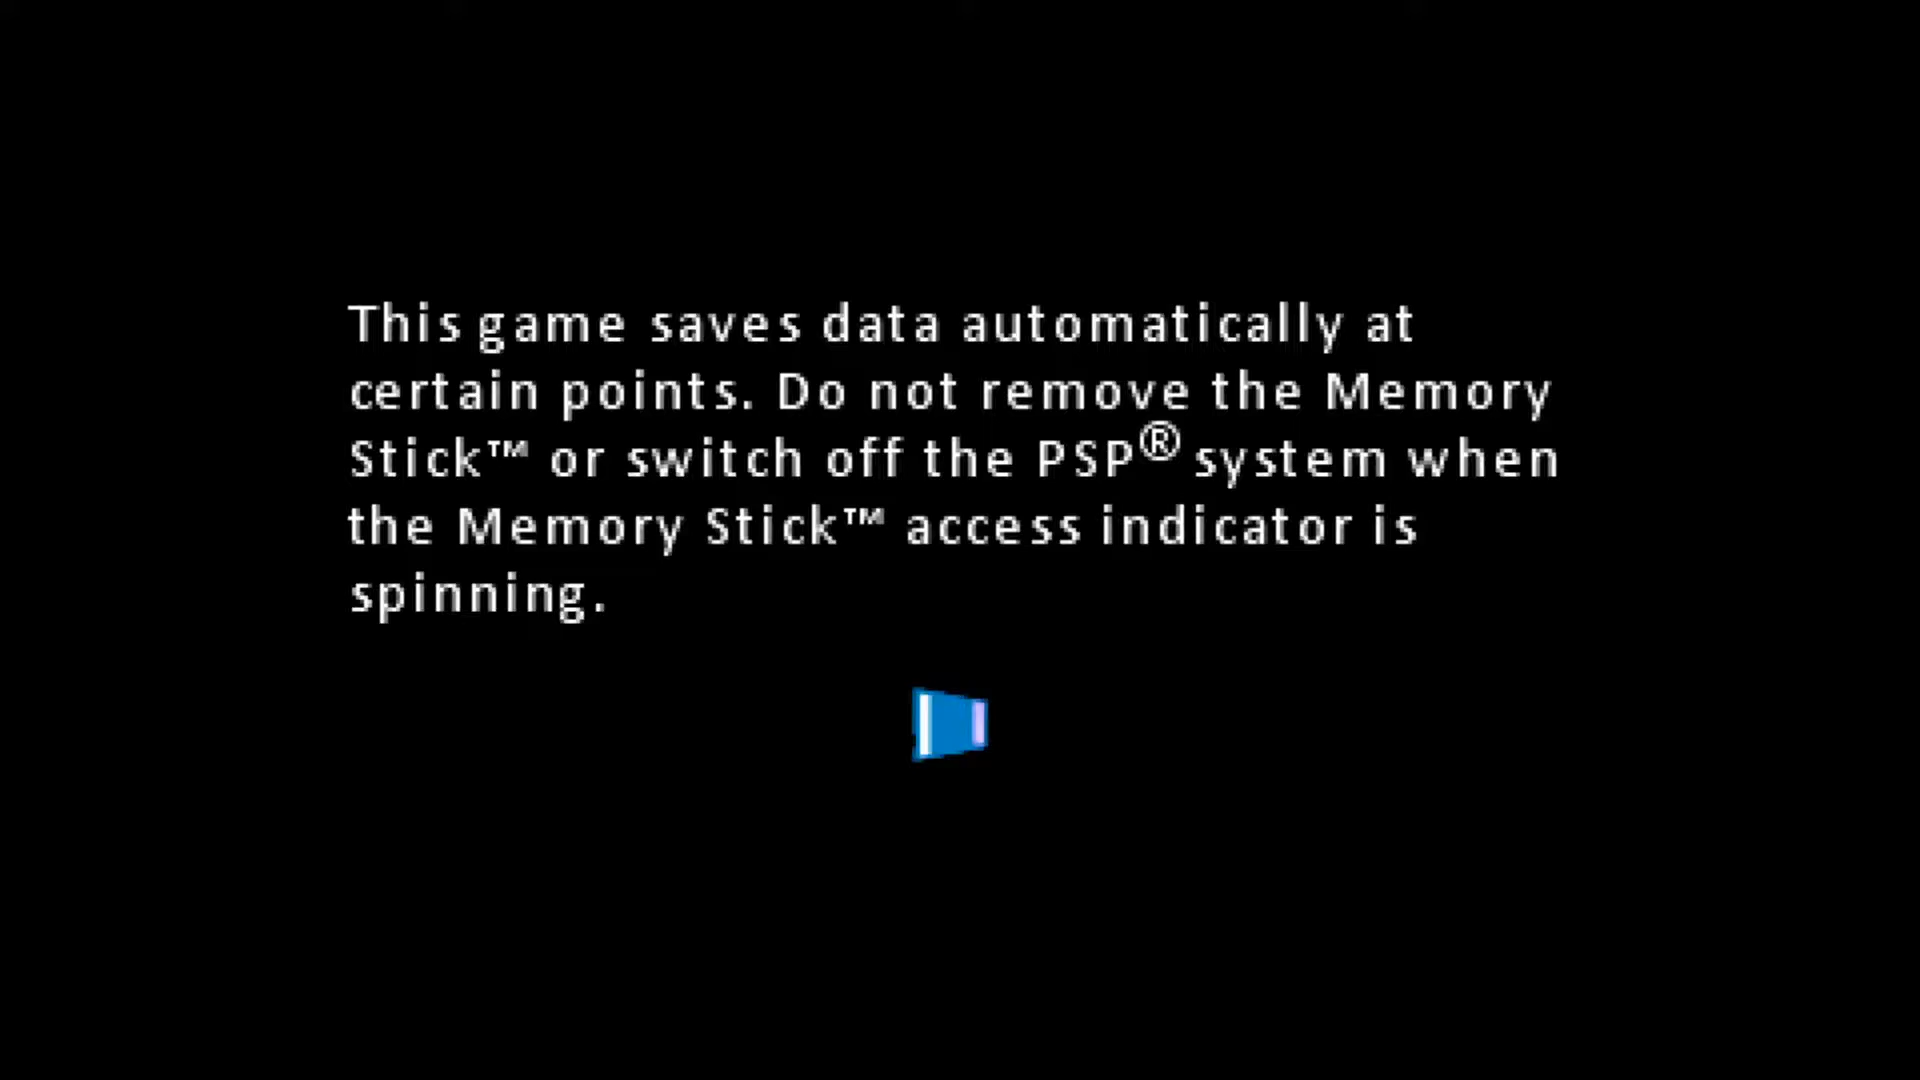 This game saves data automatically at
certain points. Do not remove the Memory
Stick™ or switch off the PSP® system when
the Memory Stick™ access indicator is
spinning.